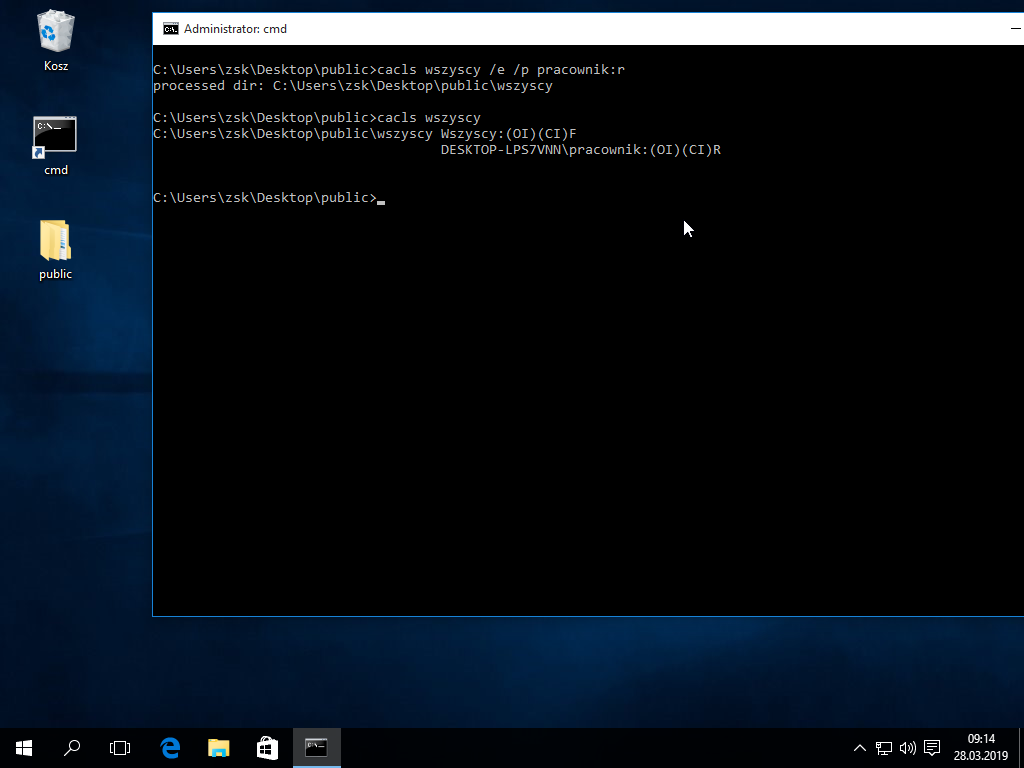 Kosz
cmd
public
Administrator: cmd
C:\Users\zsk\Desktop\public>cacls wszyscy /e /p pracownik:r
processed dir: C:\Users\zsk\Desktop\public\wszyscy
C:\Users\zsk\Desktop\public>cacls wszyscy
C:\Users\zsk\Desktop\public\wszyscy Wszyscy:(OI)(CI)F
DESKTOP-LPS7VNN\pracownik:(OI)(CI)R
C:\Users\zsk\Desktop\public>
09:14
28.03.2019